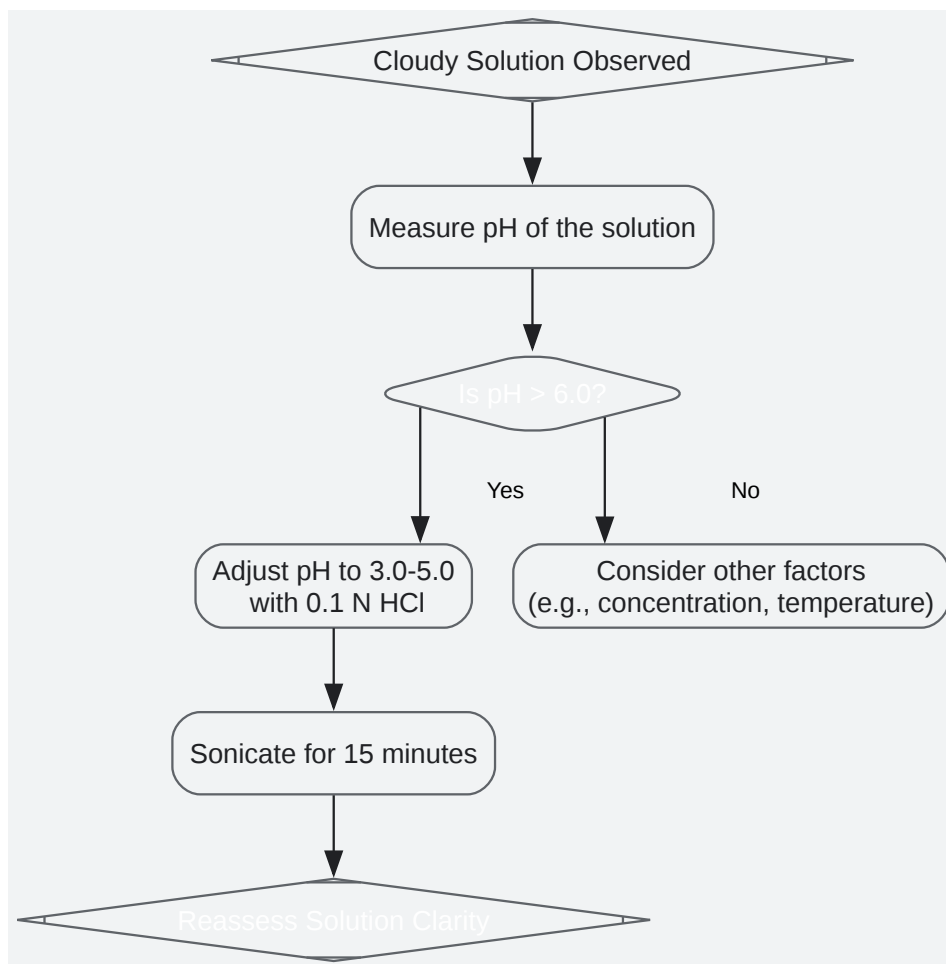 Cloudy Solution Observed
Measure pH of the solution
Is pH > 6.0?
Yes
No
Adjust pH to 3.0-5.0
with 0.1 N HCl
Consider other factors
(e.g., concentration, temperature)
Sonicate for 15 minutes
Reassess Solution Clarity